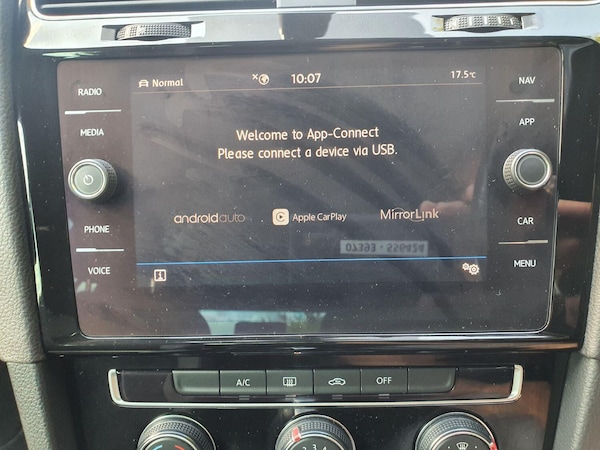 RADIO
MEDIA
PHONE
VOICE
Normal
10:07
17.5°C
Welcome to App-Connect
Please connect a device via USB.
androidauto
Apple CarPlay
MirrorLink
NAV
APP
CAR
MENU
A/C
OFF